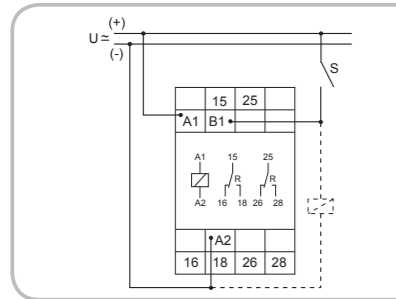 (+)
U ≃
(-)
S
15 25
A1 B1
A1 15 25
R R
A2 16 18 26 28
A2
16 18 26 28